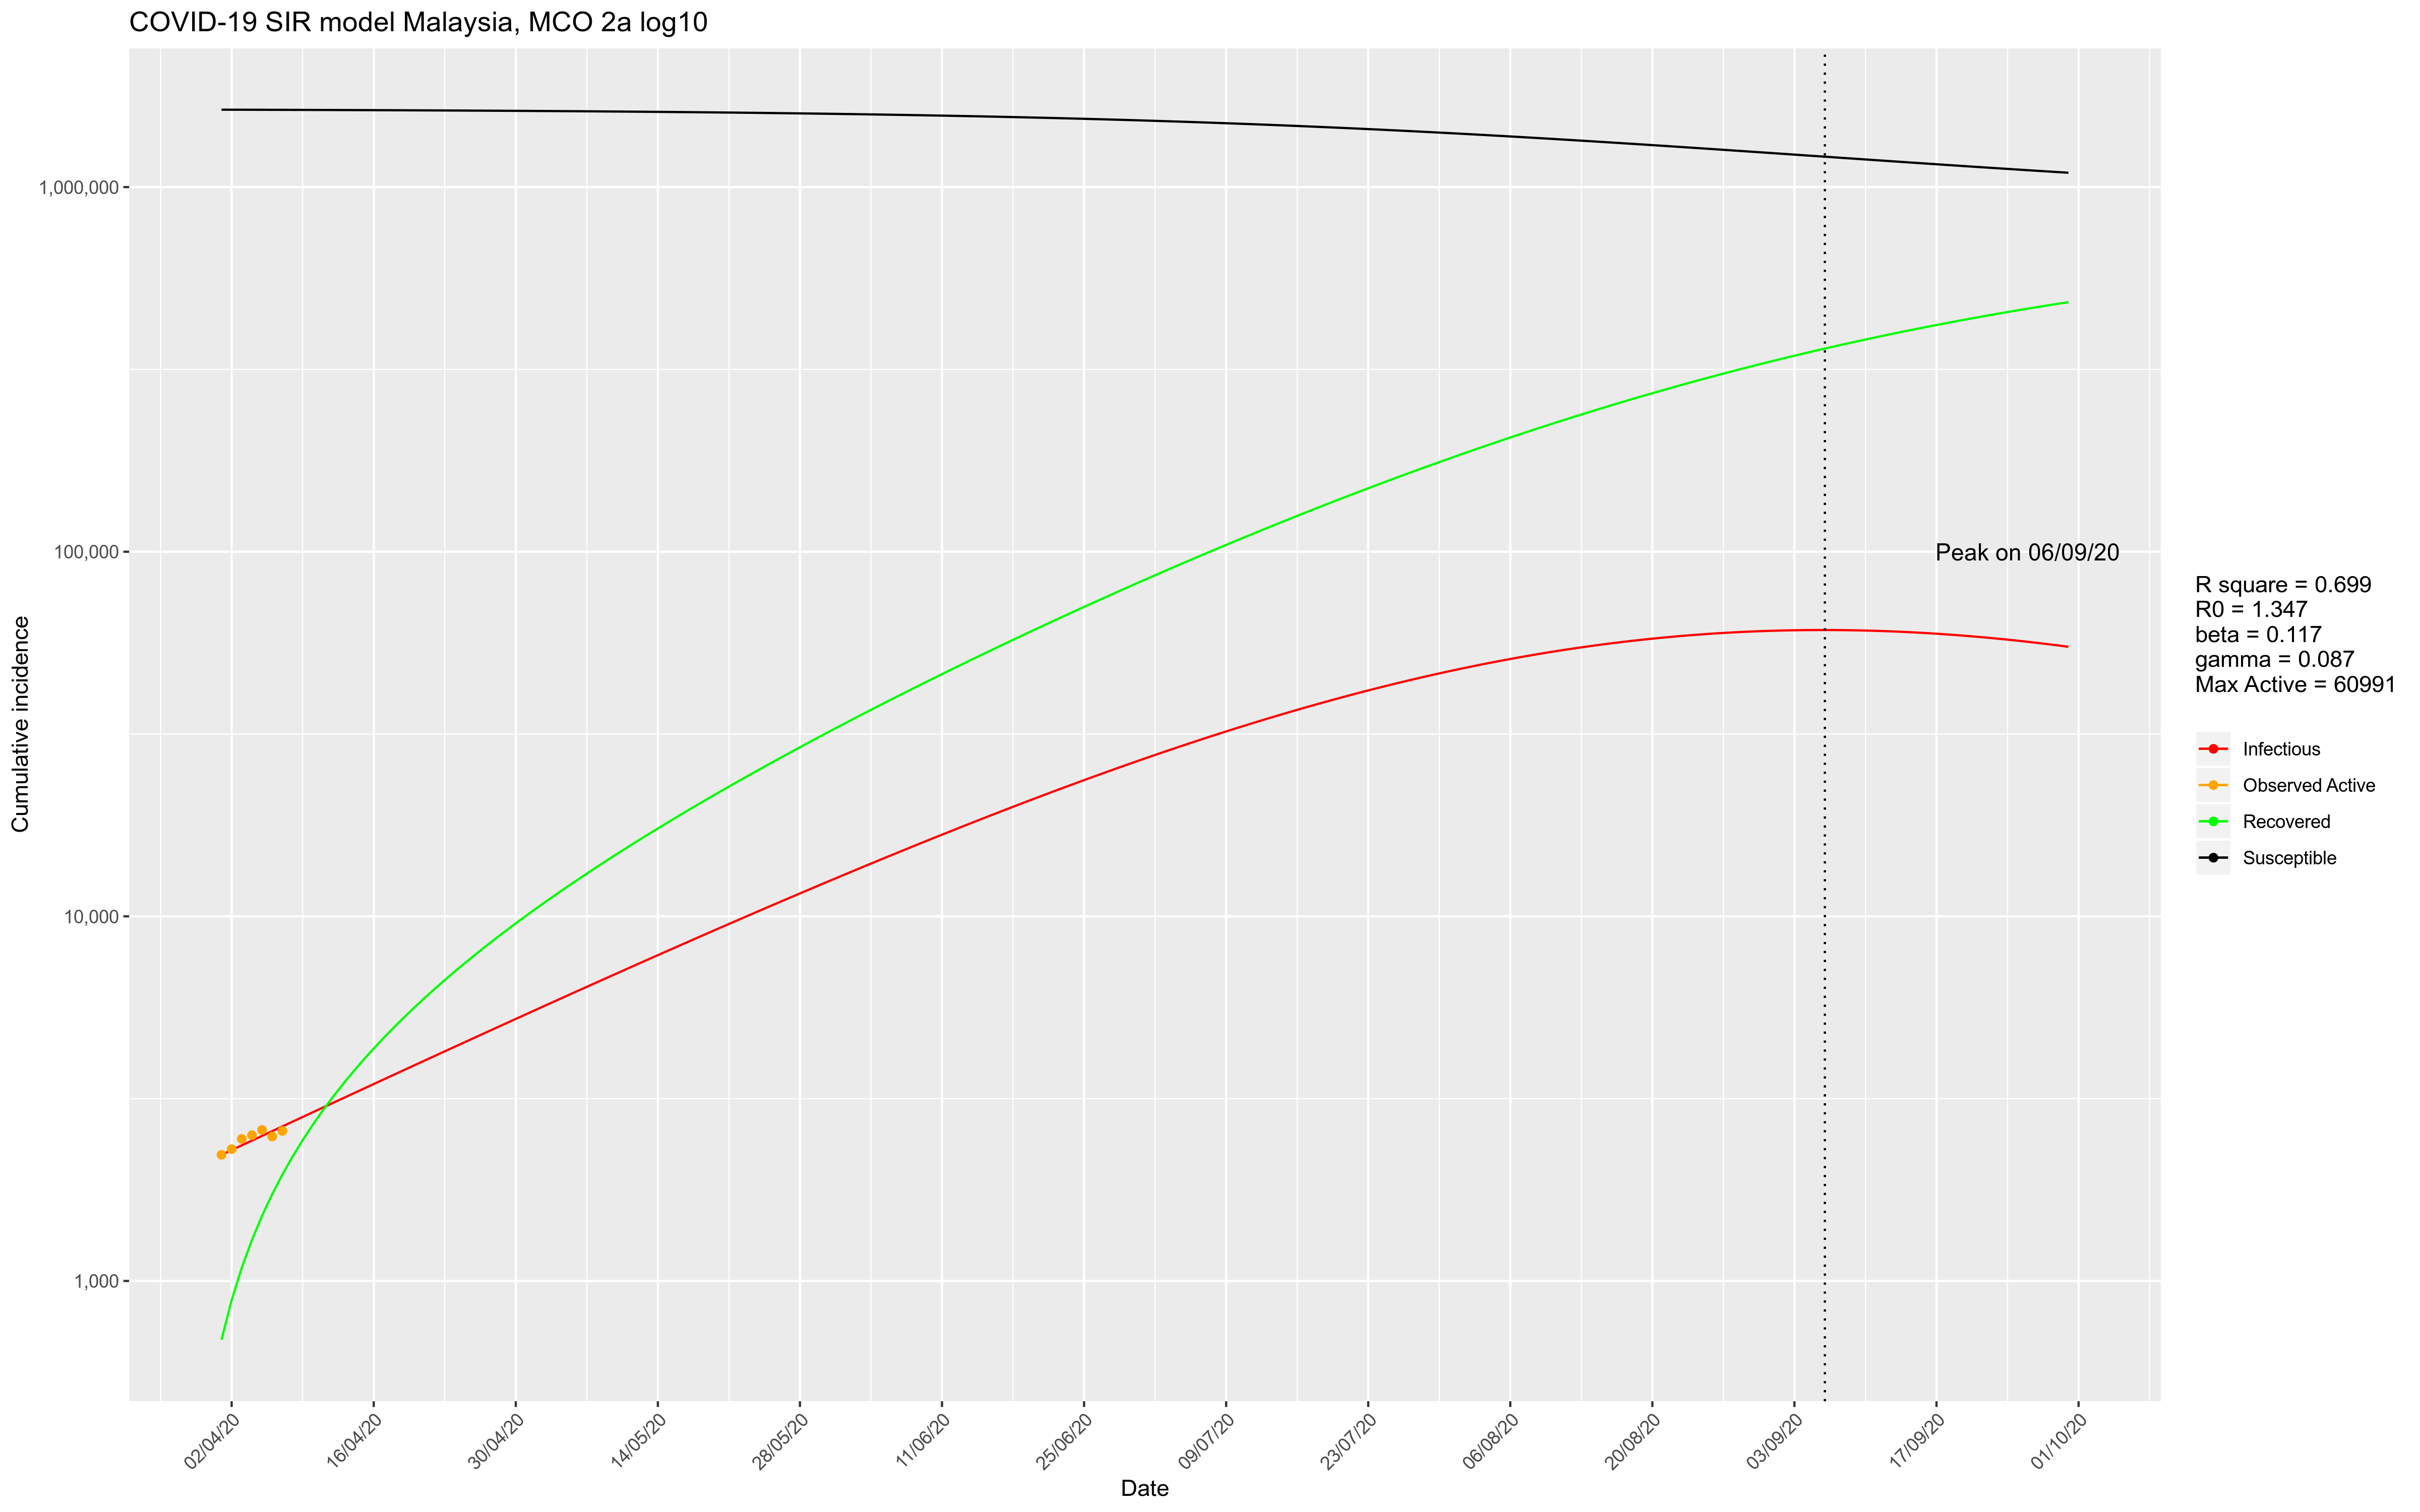 COVID-19 SIR model Malaysia, MCO 2a log10
Cumulative incidence
1,000,000
100,000
10,000
1,000
Peak on 06/09/20
02/04/20
16/04/20
30/04/20
14/05/20
28/05/20
11/06/20
25/06/20
09/07/20
23/07/20
06/08/20
20/08/20
03/09/20
17/09/20
01/10/20
Date
R square = 0.699
R0 = 1.347
beta = 0.117
gamma = 0.087
Max Active = 60991
Infectious
Observed Active
Recovered
Susceptible